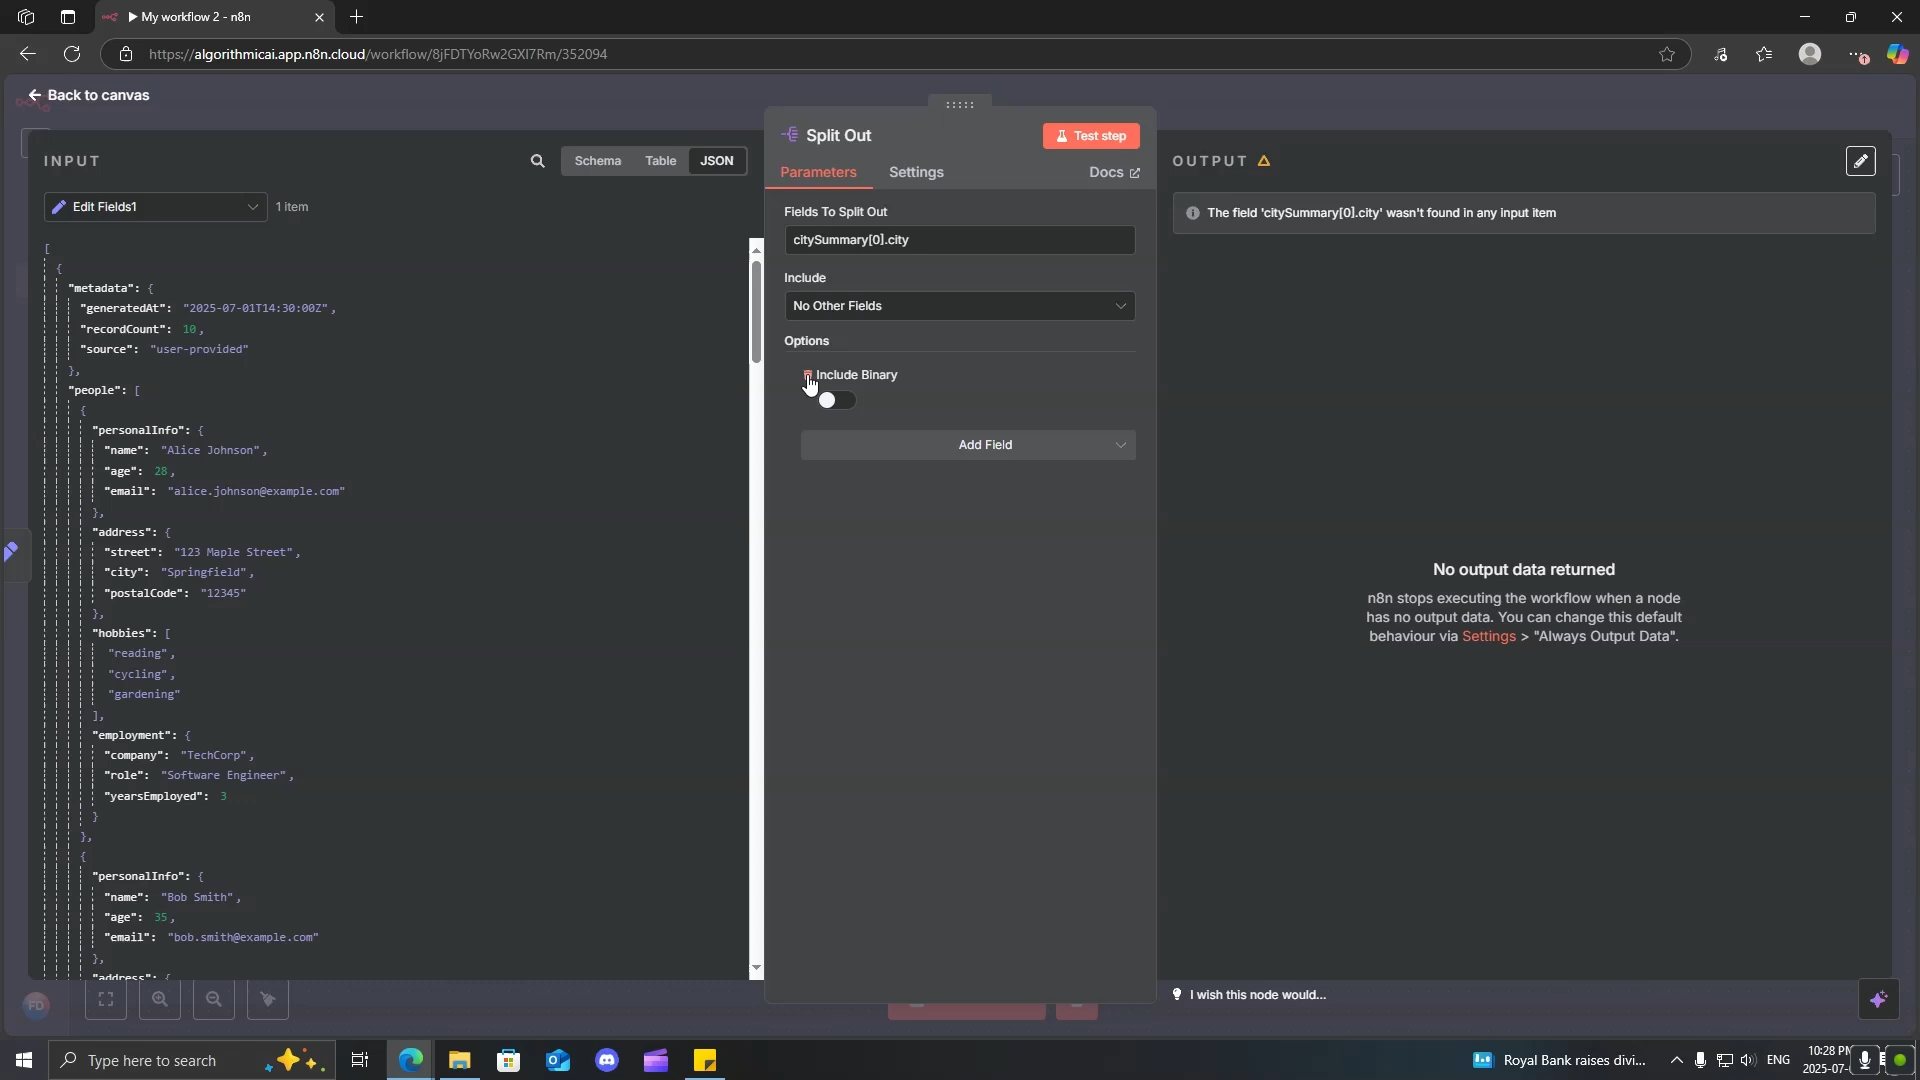 My workflow 2 - n8n
https://algorithmicai.app.n8n.cloud/workflow/8jFDTYoRw2GXI7Rm/352094
Back to canvas
INPUT
Schema
Table
JSON
Edit Fields1
1 item
[
{
"metadata": {
"generatedAt": "2025-07-01T14:30:00Z",
"recordCount": 10,
"source": "user-provided"
},
"people": [
{
"personalInfo": {
"name": "Alice Johnson",
"age": 28,
"email": "alice.johnson@example.com"
},
"address": {
"street": "123 Maple Street",
"city": "Springfield",
"postalCode": "12345"
},
"hobbies": [
"reading",
"cycling",
"gardening"
],
"employment": {
"company": "TechCorp",
"role": "Software Engineer",
"yearsEmployed": 3
}
},
{
"personalInfo": {
"name": "Bob Smith",
"age": 35,
"email": "bob.smith@example.com"
},
"address": {
Split Out
Test step
Parameters
Settings
Docs
Fields To Split Out
citySummary[0].city
Include
No Other Fields
Options
Include Binary
Add Field
OUTPUT
The field 'citySummary[0].city' wasn't found in any input item
No output data returned
n8n stops executing the workflow when a node
has no output data. You can change this default
behaviour via Settings > "Always Output Data".
I wish this node would...
FD
Type here to search
Royal Bank raises divi...
ENG
10:28 PM
2025-07-